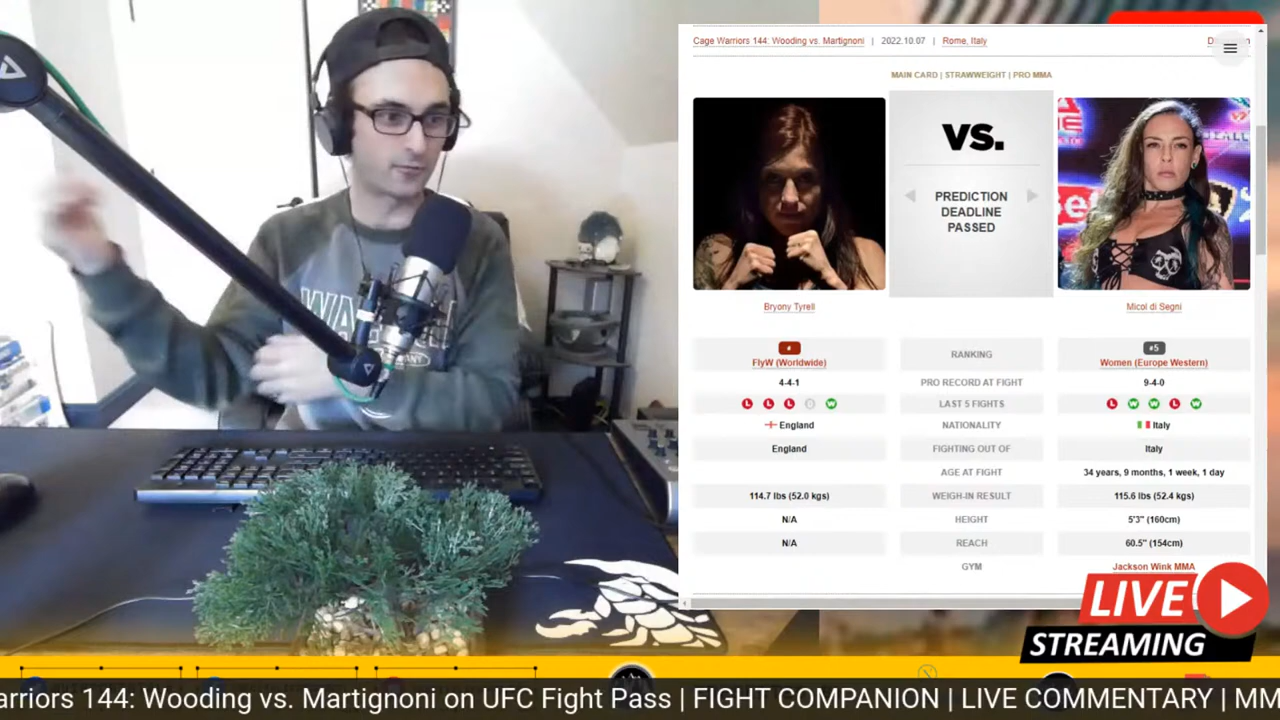 Cage Warriors 144: Wooding vs. Martignoni | 2022.10.07 | Rome, Italy
MAIN CARD | STRAWWEIGHT | PRO MMA
VS.
PREDICTION
DEADLINE
PASSED
Bryony Tyrell
Micol di Segni
# #5
FlyW (Worldwide) RANKING Women (Europe Western)
4-4-1 PRO RECORD AT FIGHT 9-4-0
L L L D W LAST 5 FIGHTS L W W L W
England NATIONALITY Italy
England FIGHTING OUT OF Italy
AGE AT FIGHT 34 years, 9 months, 1 week, 1 day
114.7 lbs (52.0 kgs) WEIGH-IN RESULT 115.6 lbs (52.4 kgs)
N/A HEIGHT 5'3" (160cm)
N/A REACH 60.5" (154cm)
GYM Jackson Wink MMA
LIVE
STREAMING
arriors 144: Wooding vs. Martignoni on UFC Fight Pass | FIGHT COMPANION | LIVE COMMENTARY | MM